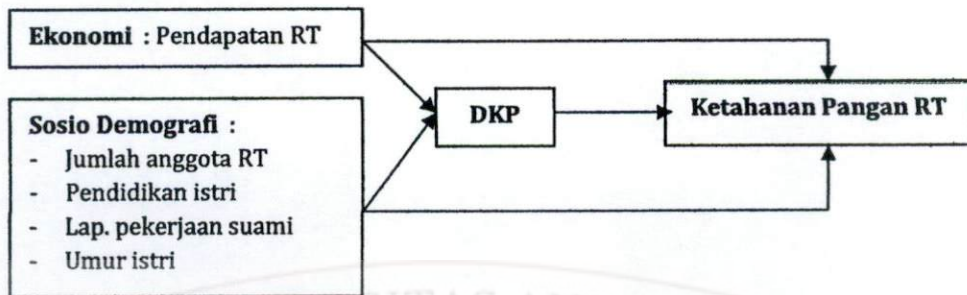 Ekonomi : Pendapatan RT
Sosio Demografi :
- Jumlah anggota RT
- Pendidikan istri
- Lap. pekerjaan suami
- Umur istri
DKP
Ketahanan Pangan RT